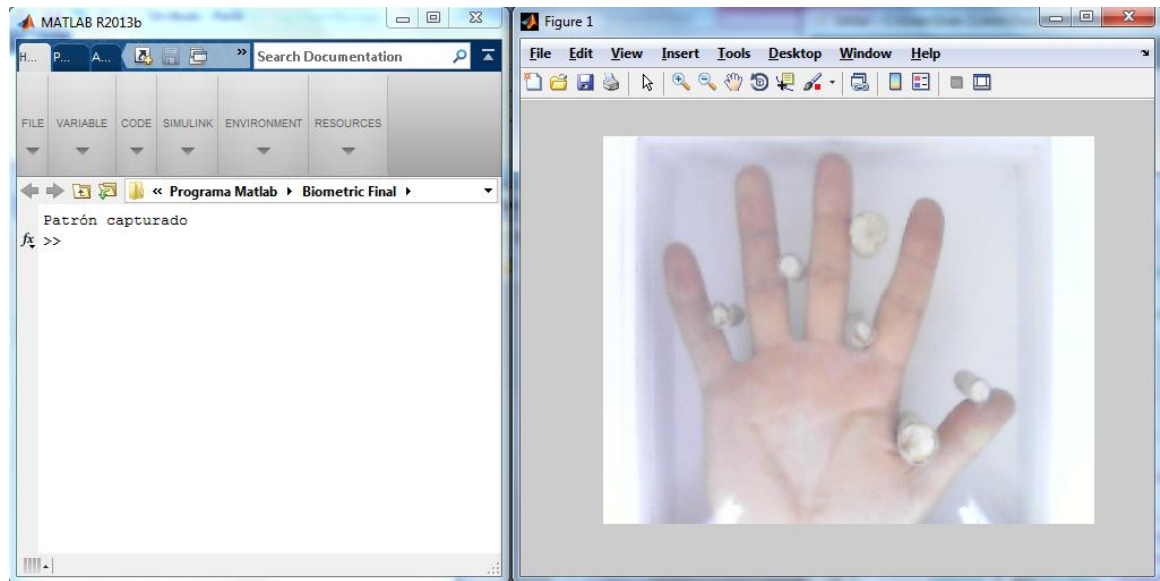 MATLAB R2013b
H... P... A... » Search Documentation
FILE VARIABLE CODE SIMULINK ENVIRONMENT RESOURCES
« Programa Matlab Biometric Final
Patrón capturado
fx >>
Figure 1
File Edit View Insert Tools Desktop Window Help